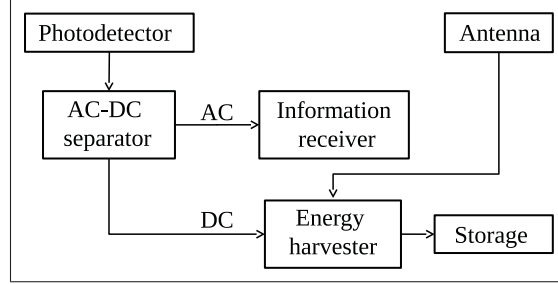 Photodetector
Antenna
AC-DC
separator
AC
Information
receiver
DC
Energy
harvester
Storage